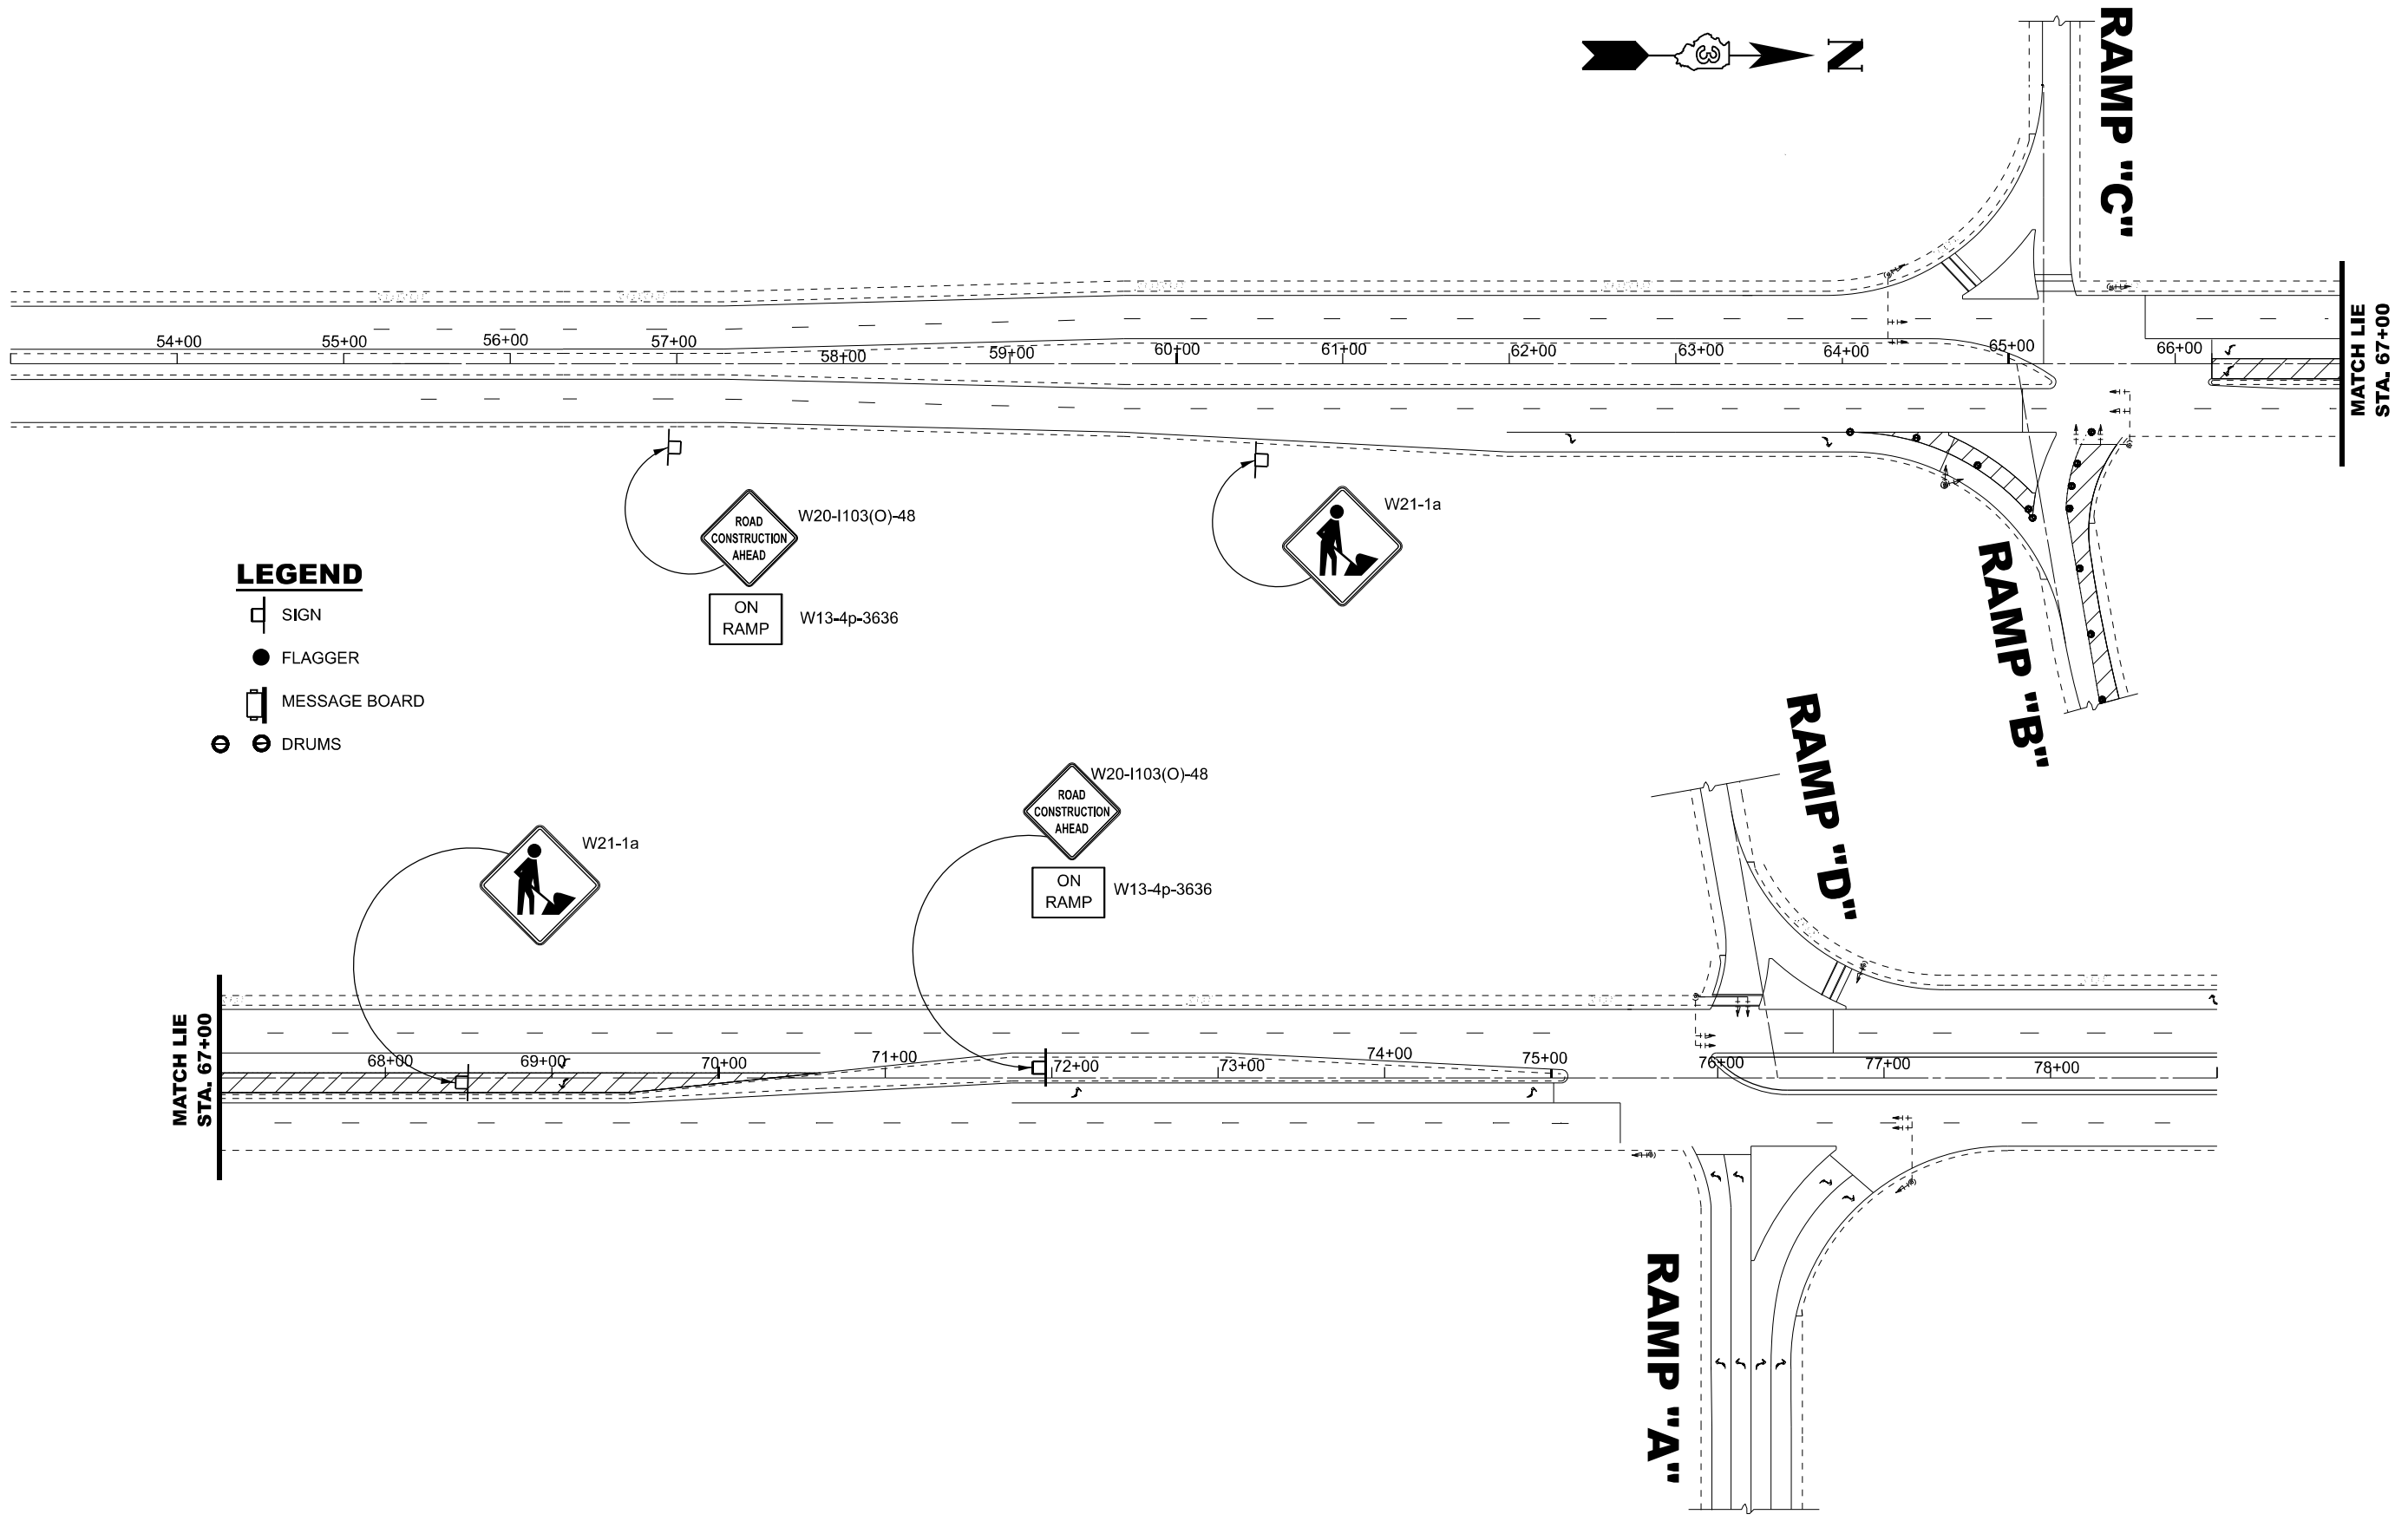 N
3
RAMP "C"
MATCH LIE
STA. 67+00
54+00
55+00
56+00
57+00
58+00
59+00
60+00
61+00
62+00
63+00
64+00
65+00
66+00
ROAD
CONSTRUCTION
AHEAD
W20-I103(O)-48
ON
RAMP
W13-4p-3636
W21-1a
RAMP "B"
LEGEND
SIGN
FLAGGER
MESSAGE BOARD
DRUMS
RAMP "D"
W21-1a
ROAD
CONSTRUCTION
AHEAD
W20-I103(O)-48
ON
RAMP
W13-4p-3636
MATCH LIE
STA. 67+00
68+00
69+00
70+00
71+00
72+00
73+00
74+00
75+00
76+00
77+00
78+00
RAMP "A"